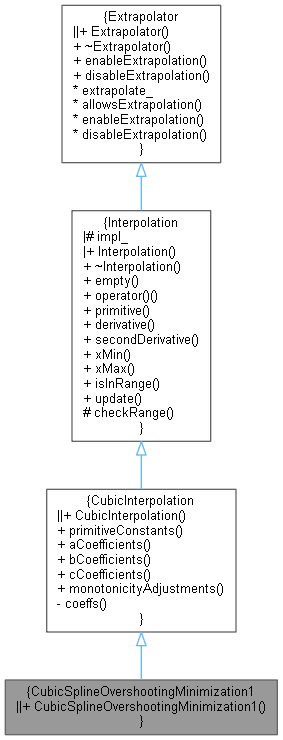 {Extrapolator
||+ Extrapolator()
+ ~Extrapolator()
+ enableExtrapolation()
+ disableExtrapolation()
* extrapolate_
* allowsExtrapolation()
* enableExtrapolation()
* disableExtrapolation()
}
{Interpolation
|# impl_
|+ Interpolation()
+ ~Interpolation()
+ empty()
+ operator()()
+ primitive()
+ derivative()
+ secondDerivative()
+ xMin()
+ xMax()
+ isInRange()
+ update()
# checkRange()
}
{CubicInterpolation
||+ CubicInterpolation()
+ primitiveConstants()
+ aCoefficients()
+ bCoefficients()
+ cCoefficients()
+ monotonicityAdjustments()
- coeffs()
}
{CubicSplineOvershootingMinimization1
||+ CubicSplineOvershootingMinimization1()
}